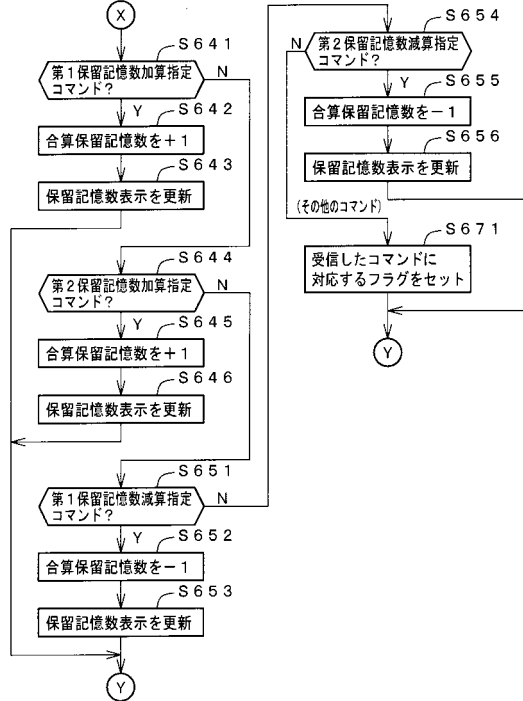 X
S641
第1保留記憶数加算指定
コマンド?
N
Y
S642
合算保留記憶数を+1
S643
保留記憶数表示を更新
S644
第2保留記憶数加算指定
コマンド?
N
Y
S645
合算保留記憶数を+1
S646
保留記憶数表示を更新
S651
第1保留記憶数減算指定
コマンド?
N
Y
S652
合算保留記憶数を-1
S653
保留記憶数表示を更新
Y
S654
N
第2保留記憶数減算指定
コマンド?
Y
S655
合算保留記憶数を-1
S656
保留記憶数表示を更新
(その他のコマンド)
S671
受信したコマンドに
対応するフラグをセット
Y